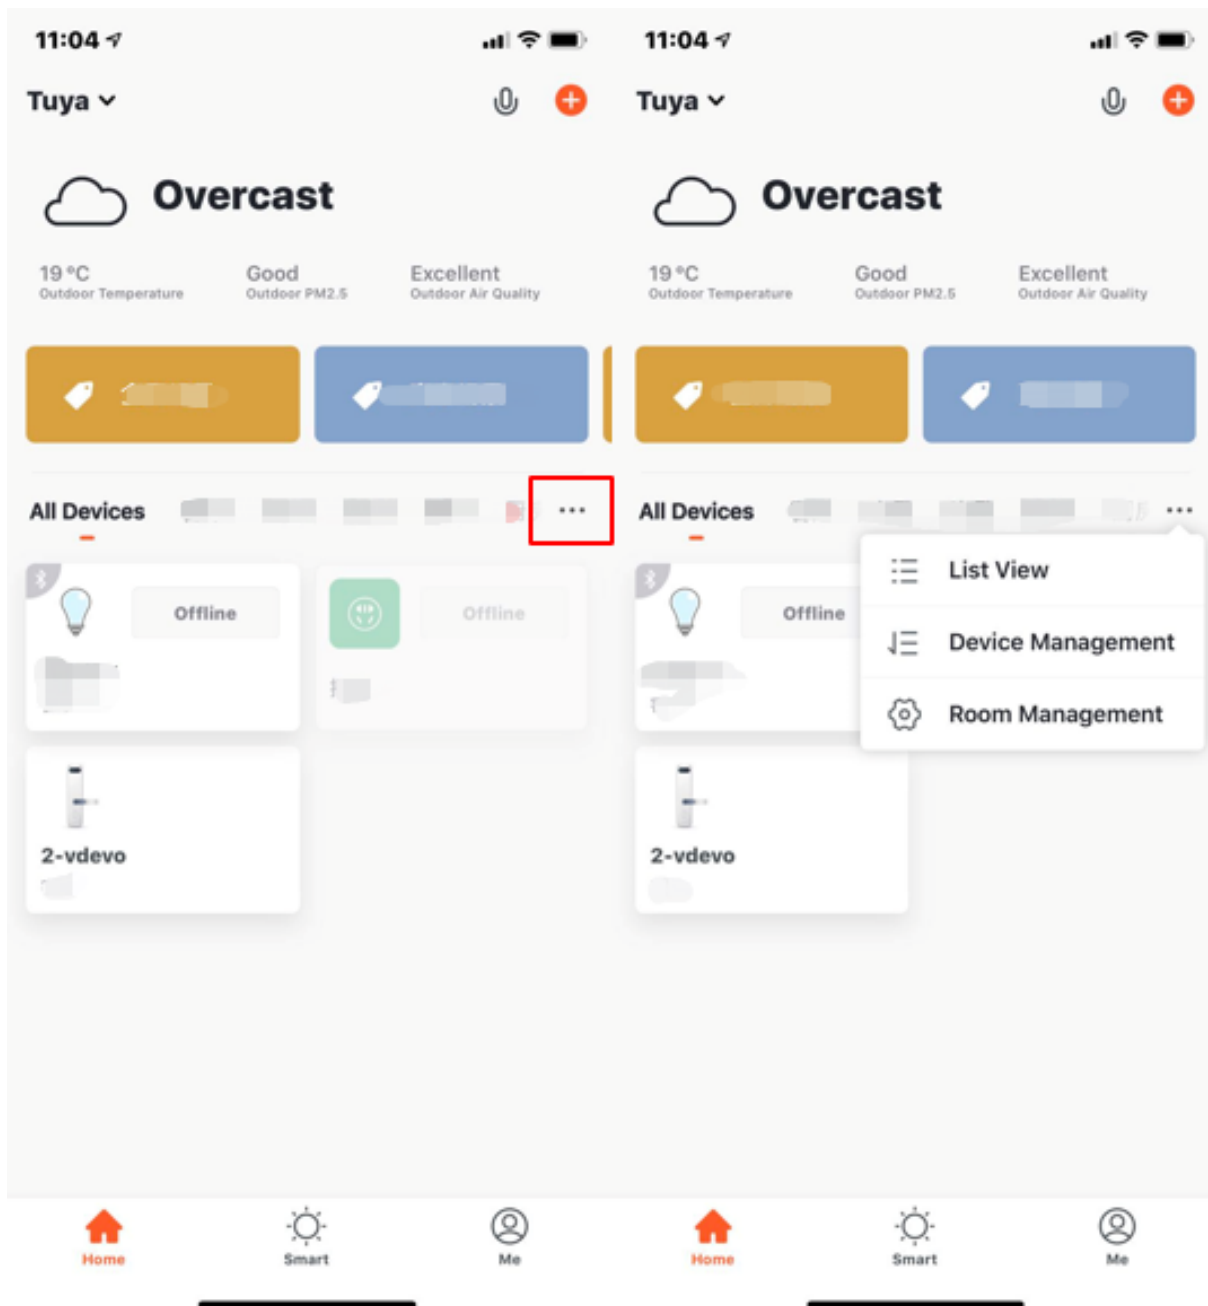 11:04
Tuya
Overcast
19 °C Good Excellent
Outdoor Temperature Outdoor PM2.5 Outdoor Air Quality
All Devices
Offline
Offline
2-vdevo
Home Smart Me
11:04
Tuya
Overcast
19 °C Good Excellent
Outdoor Temperature Outdoor PM2.5 Outdoor Air Quality
All Devices
List View
Offline
Device Management
Room Management
2-vdevo
Home Smart Me